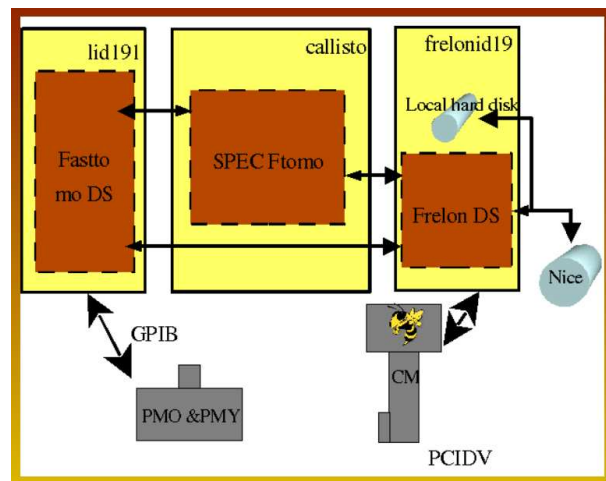 lid191
callisto
frelonid19
Local hard disk
Fastto
mo DS
SPEC Ftomo
Frelon DS
Nice
GPIB
CM
PMO &PMY
PCIDV